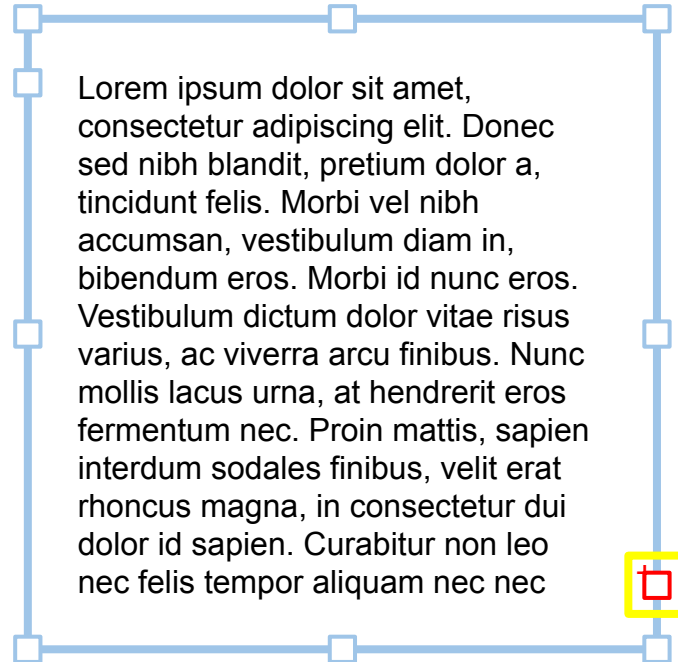 Lorem ipsum dolor sit amet,
consectetur adipiscing elit. Donec
sed nibh blandit, pretium dolor a,
tincidunt felis. Morbi vel nibh
accumsan, vestibulum diam in,
bibendum eros. Morbi id nunc eros.
Vestibulum dictum dolor vitae risus
varius, ac viverra arcu finibus. Nunc
mollis lacus urna, at hendrerit eros
fermentum nec. Proin mattis, sapien
interdum sodales finibus, velit erat
rhoncus magna, in consectetur dui
dolor id sapien. Curabitur non leo
nec felis tempor aliquam nec nec